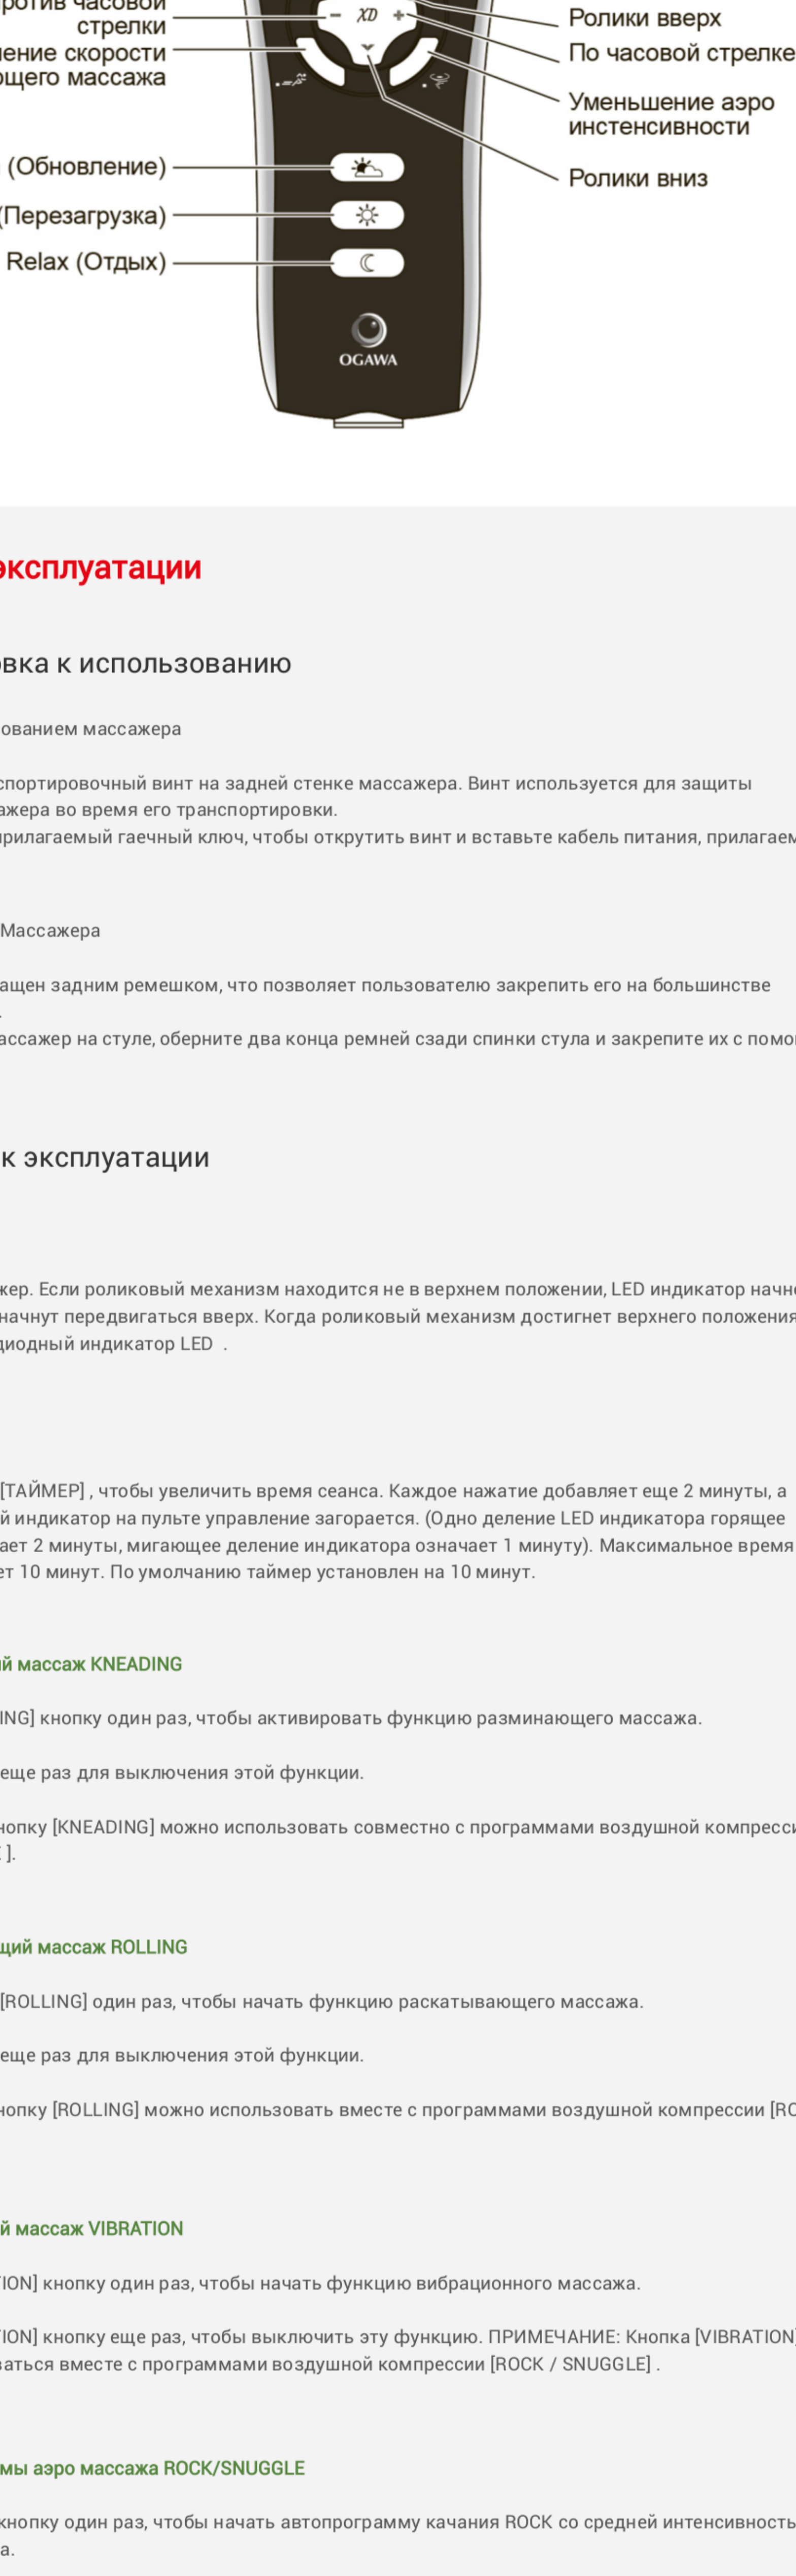 против часовой
стрелки
ение скорости
ющего массажа
(Обновление)
(Перезагрузка)
Relax (Отдых)
XD
Ролики вверх
По часовой стрелке
Уменьшение аэро
инстенсивности
Ролики вниз
OGAWA
эксплуатации
овка к использованию
ованием массажера
спортировочный винт на задней стенке массажера. Винт используется для защиты
ажера во время его транспортировки.
прилагаемый гаечный ключ, чтобы открутить винт и вставьте кабель питания, прилагаем
Массажера
ащен задним ремешком, что позволяет пользователю закрепить его на большинстве
.
ассажер на стуле, оберните два конца ремней сзади спинки стула и закрепите их с помо
к эксплуатации
жер. Если роликовый механизм находится не в верхнем положении, LED индикатор начн
начнут передвигаться вверх. Когда роликовый механизм достигнет верхнего положения
диодный индикатор LED .
[ТАЙМЕР] , чтобы увеличить время сеанса. Каждое нажатие добавляет еще 2 минуты, а
й индикатор на пульте управление загорается. (Одно деление LED индикатора горящее
ает 2 минуты, мигающее деление индикатора означает 1 минуту). Максимальное время
ет 10 минут. По умолчанию таймер установлен на 10 минут.
й массаж KNEADING
ING] кнопку один раз, чтобы активировать функцию разминающего массажа.
еще раз для выключения этой функции.
нопку [KNEADING] можно использовать совместно с программами воздушной компресси
].
щий массаж ROLLING
[ROLLING] один раз, чтобы начать функцию раскатывающего массажа.
еще раз для выключения этой функции.
нопку [ROLLING] можно использовать вместе с программами воздушной компрессии [RO
й массаж VIBRATION
TION] кнопку один раз, чтобы начать функцию вибрационного массажа.
TION] кнопку еще раз, чтобы выключить эту функцию. ПРИМЕЧАНИЕ: Кнопка [VIBRATION
ваться вместе с программами воздушной компрессии [ROCK / SNUGGLE] .
мы аэро массажа ROCK/SNUGGLE
кнопку один раз, чтобы начать автопрограмму качания ROCK со средней интенсивность
а.